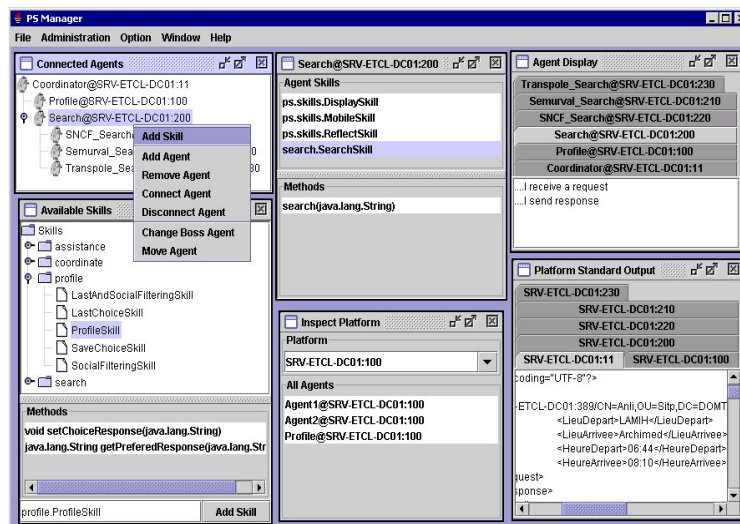 PS Manager
File Administration Option Window Help
Connected Agents
Coordinator@SRV-ETCL-DC01:11
Profile@SRV-ETCL-DC01:100
Search@SRV-ETCL-DC01:200
SNCF_Search
Semurval_Sea 0
Transpole_Sea 30
Add Skill
Add Agent
Remove Agent
Connect Agent
Disconnect Agent
Change Boss Agent
Move Agent
Available Skills
Skills
assistance
coordinate
profile
LastAndSocialFilteringSkill
LastChoiceSkill
ProfileSkill
SaveChoiceSkill
SocialFilteringSkill
search
Methods
void setChoiceResponse(java.lang.String)
java.lang.String getPreferedResponse(java.lang.Str
profile.ProfileSkill Add Skill
Search@SRV-ETCL-DC01:200
Agent Skills
ps.skills.DisplaySkill
ps.skills.MobileSkill
ps.skills.ReflectSkill
search.SearchSkill
Methods
search(java.lang.String)
Inspect Platform
Platform
SRV-ETCL-DC01:100
All Agents
Agent1@SRV-ETCL-DC01:100
Agent2@SRV-ETCL-DC01:100
Profile@SRV-ETCL-DC01:100
Agent Display
Transpole_Search@SRV-ETCL-DC01:230
Semurval_Search@SRV-ETCL-DC01:210
SNCF_Search@SRV-ETCL-DC01:220
Search@SRV-ETCL-DC01:200
Profile@SRV-ETCL-DC01:100
Coordinator@SRV-ETCL-DC01:11
....I receive a request
....I send response
Platform Standard Output
SRV-ETCL-DC01:230
SRV-ETCL-DC01:210
SRV-ETCL-DC01:220
SRV-ETCL-DC01:200
SRV-ETCL-DC01:11 SRV-ETCL-DC01:100
coding="UTF-8"?>
-ETCL-DC01:389/CN=Anli,OU=Sitp,DC=DOMT
<LieuDepart>LAMIH</LieuDepart>
<LieuArrivee>Archimed</LieuArrivee>
<HeureDepart>06:44</HeureDepart>
<HeureArrivee>08:10</HeureArrivee>
quest>
sponse>